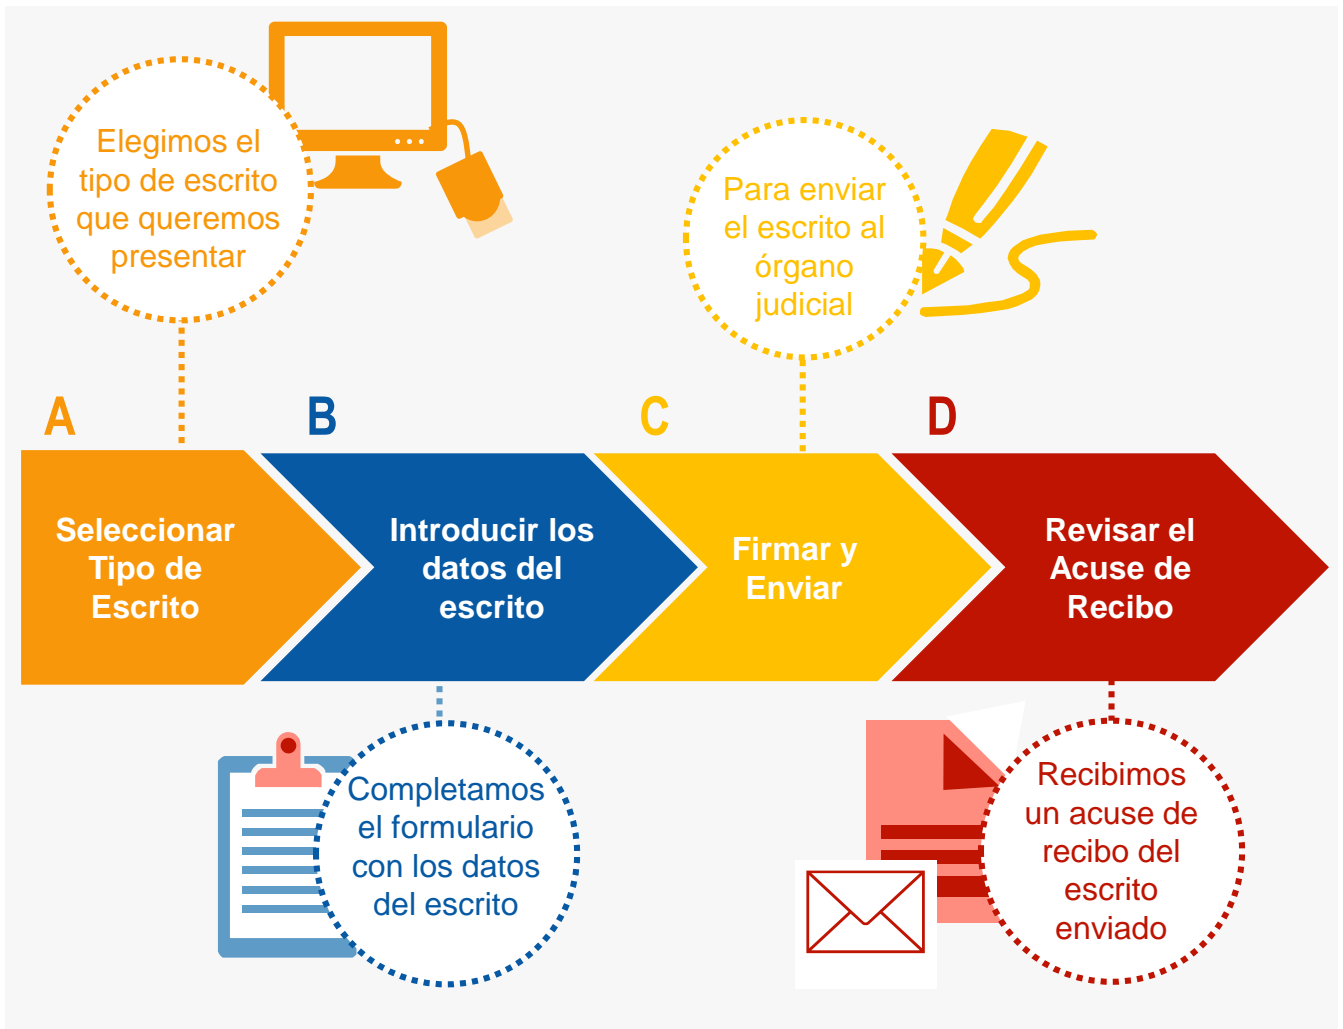 Elegimos el
tipo de escrito
que queremos
presentar
Para enviar
el escrito al
órgano
judicial
A
B
C
D
Seleccionar
Tipo de
Escrito
Introducir los
datos del
escrito
Firmar y
Enviar
Revisar el
Acuse de
Recibo
Completamos
el formulario
con los datos
del escrito
Recibimos
un acuse de
recibo del
escrito
enviado